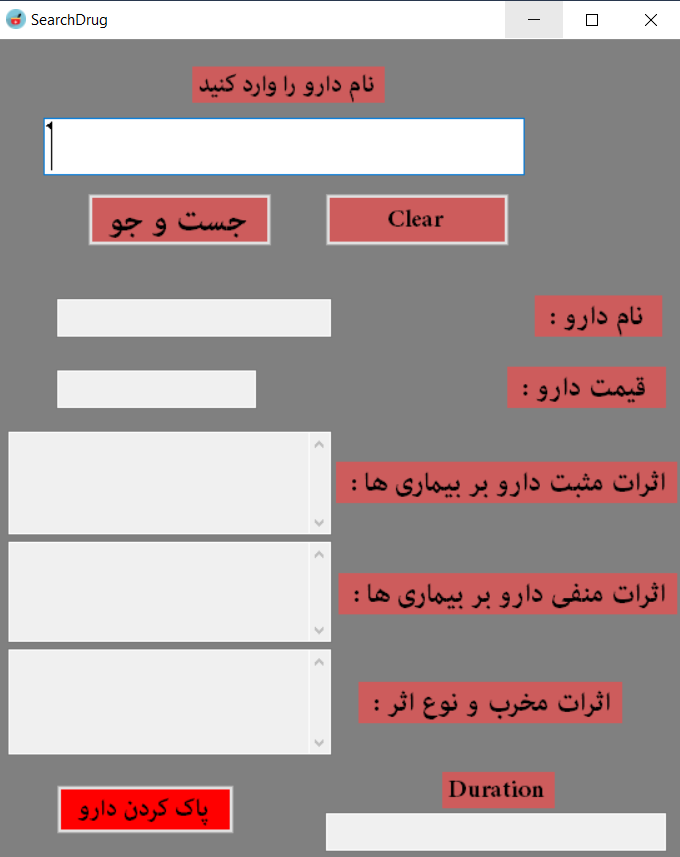 SearchDrug
نام دارو را وارد کنید
جست و جو
Clear
نام دارو :
قیمت دارو :
اثرات مثبت دارو بر بیماری ها :
اثرات منفی دارو بر بیماری ها :
اثرات مخرب و نوع اثر :
پاک کردن دارو
Duration